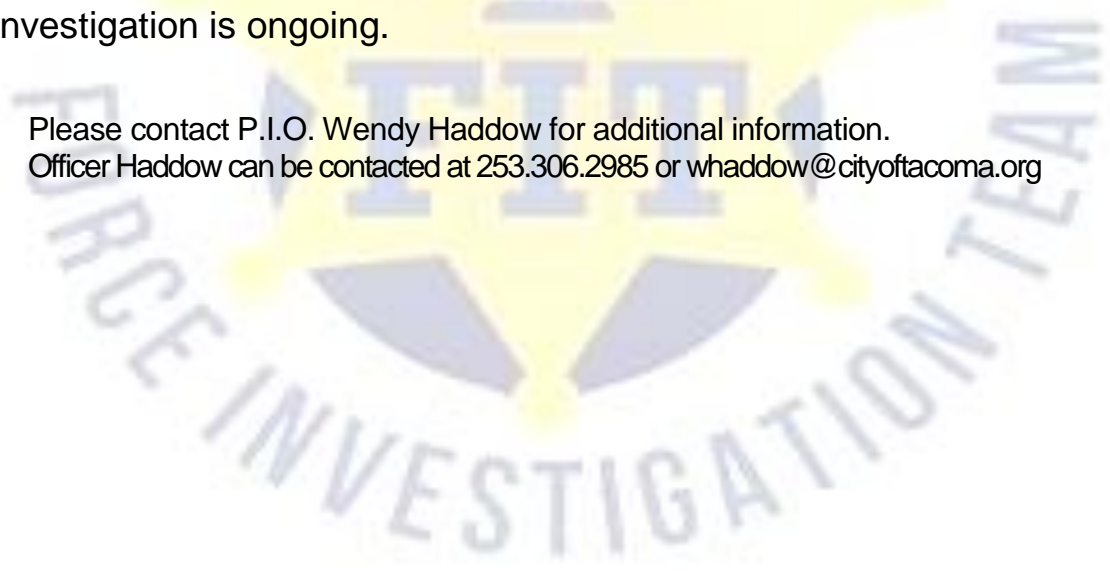 nvestigation is ongoing.
FIT
Please contact P.I.O. Wendy Haddow for additional information.
Officer Haddow can be contacted at 253.306.2985 or whaddow@cityoftacoma.org
FORCE INVESTIGATION TEAM